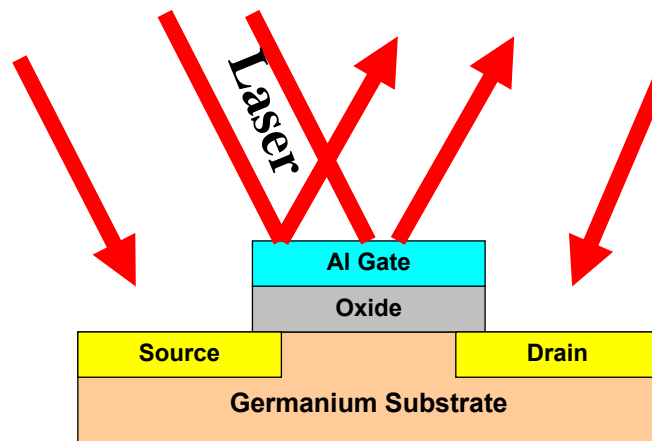 Laser
Al Gate
Oxide
Source
Drain
Germanium Substrate